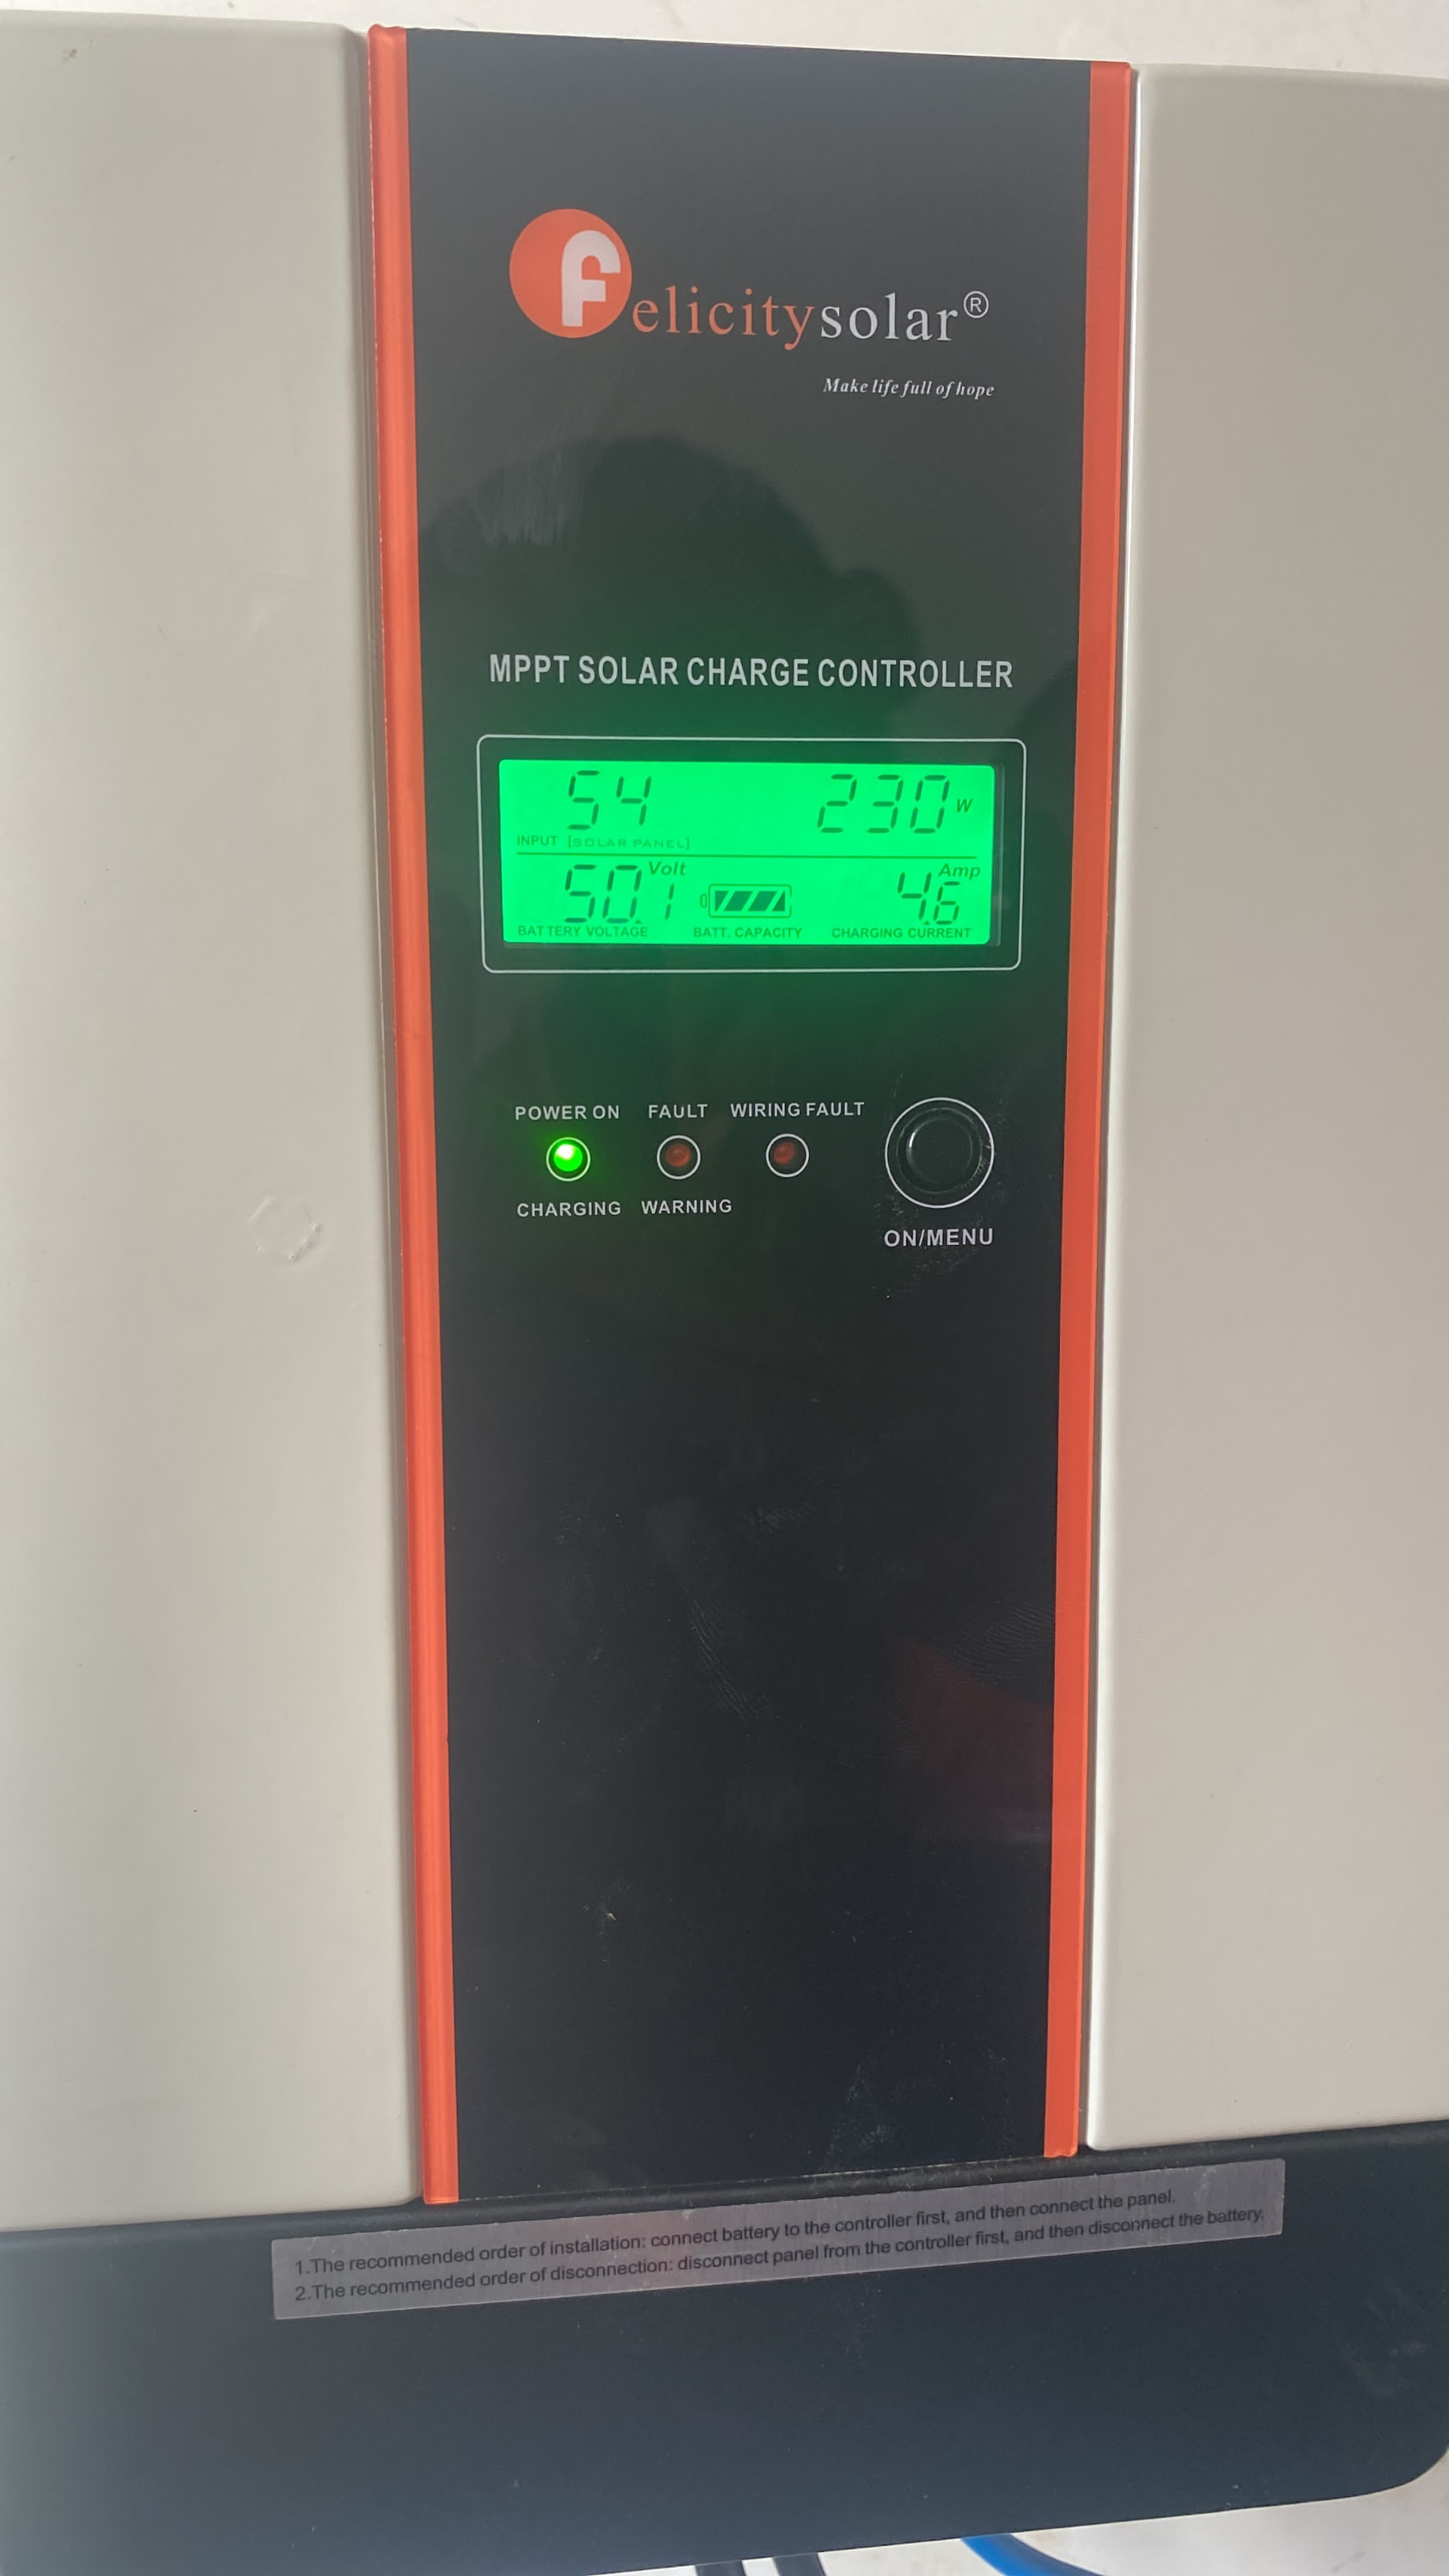 felicitysolar®
Make life full of hope
MPPT SOLAR CHARGE CONTROLLER
54 230 W
INPUT [SOLAR PANEL]
50.1 Volt 4.6 Amp
BATTERY VOLTAGE BATT. CAPACITY CHARGING CURRENT
POWER ON FAULT WIRING FAULT
CHARGING WARNING
ON/MENU
1.The recommended order of installation: connect battery to the controller first, and then connect the panel.
2.The recommended order of disconnection: disconnect panel from the controller first, and then disconnect the battery.